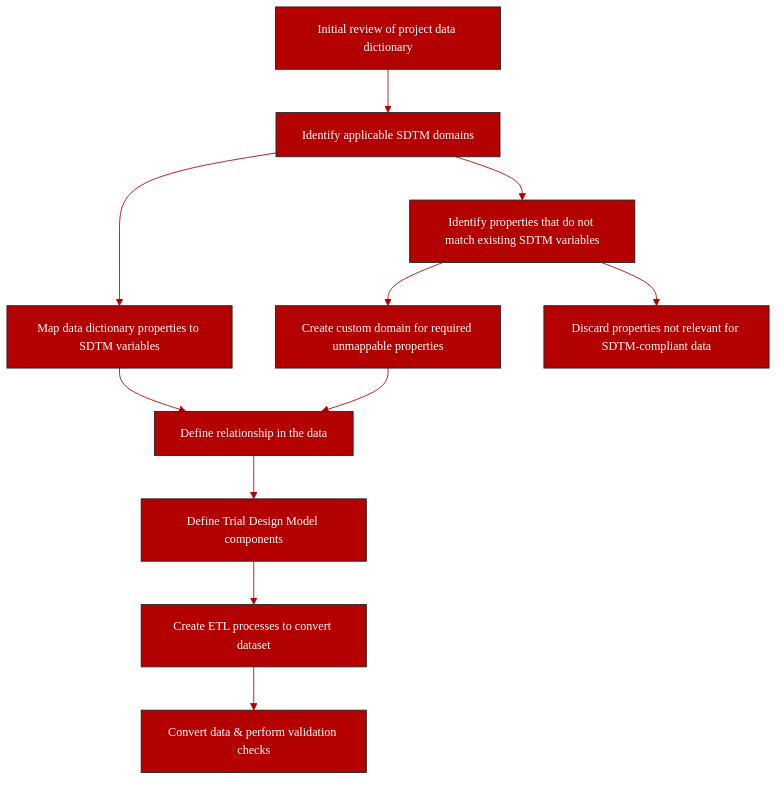 Initial review of project data
dictionary
Identify applicable SDTM domains
Identify properties that do not
match existing SDTM variables
Map data dictionary properties to
SDTM variables
Create custom domain for required
unmappable properties
Discard properties not relevant for
SDTM-compliant data
Define relationship in the data
Define Trial Design Model
components
Create ETL processes to convert
dataset
Convert data & perform validation
checks